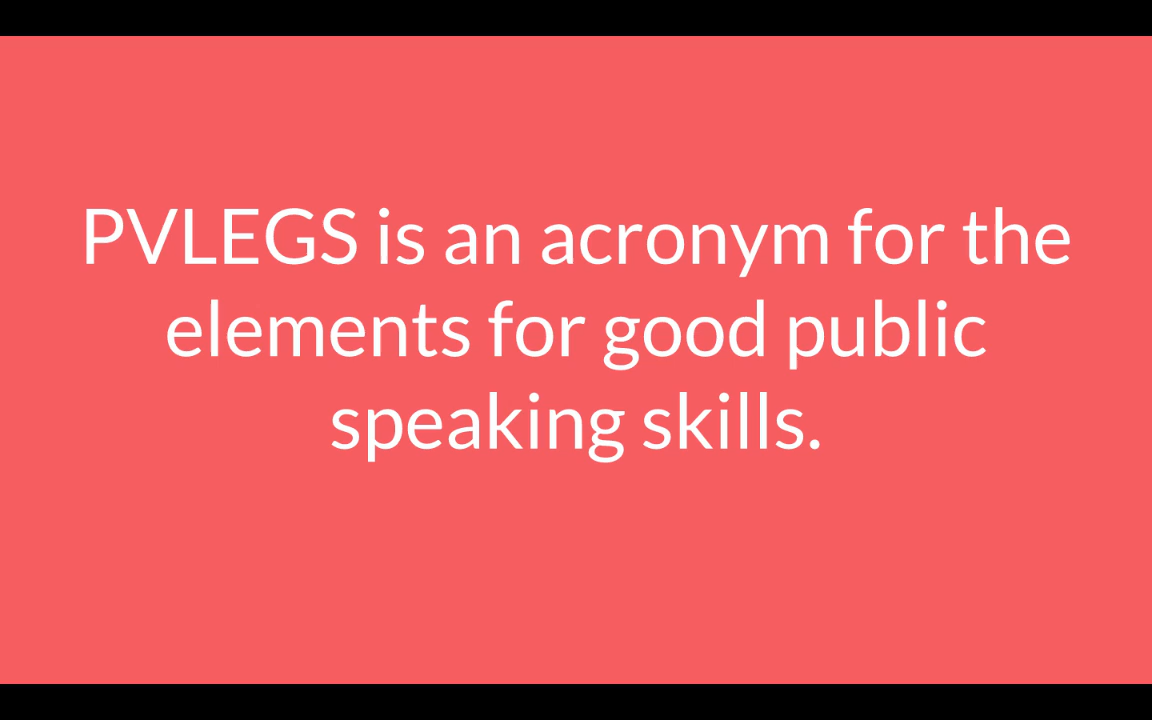 PVLEGS is an acronym for the
elements for good public
speaking skills.